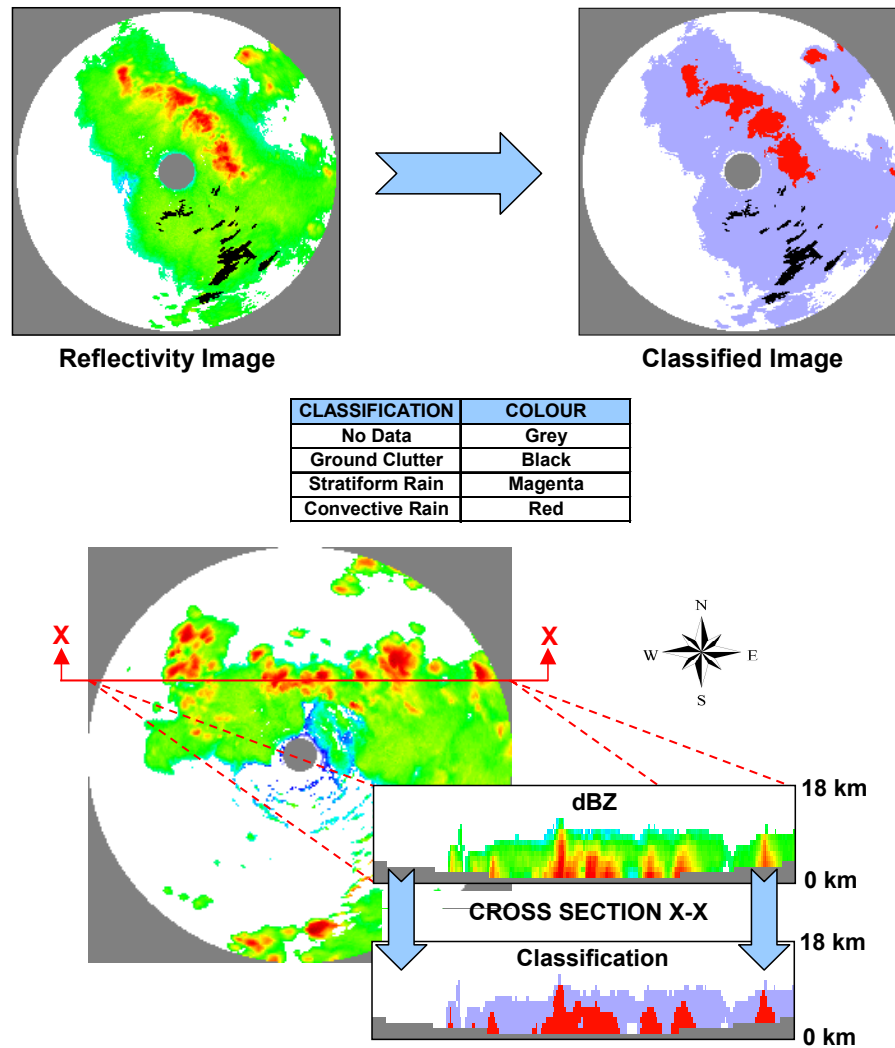 Reflectivity Image
Classified Image
CLASSIFICATION COLOUR
No Data Grey
Ground Clutter Black
Stratiform Rain Magenta
Convective Rain Red
X X
N
W E
S
18 km
dBZ
0 km
CROSS SECTION X-X
18 km
Classification
0 km